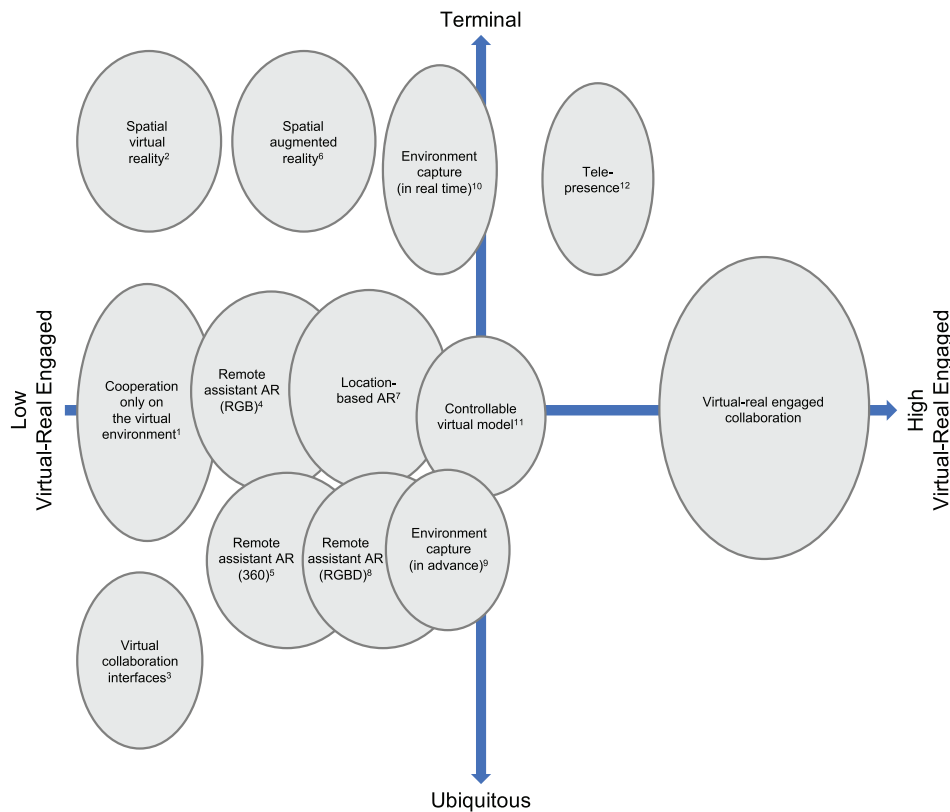 Terminal
Spatial
virtual
reality²
Spatial
augmented
reality⁶
Environment
capture
(in real time)¹⁰
Tele-
presence¹²
Low
Virtual-Real Engaged
Cooperation
only on
the virtual
environment¹
Remote
assistant AR
(RGB)⁴
Location-
based AR⁷
Controllable
virtual model¹¹
Virtual-real engaged
collaboration
High
Virtual-Real Engaged
Remote
assistant AR
(360)⁵
Remote
assistant AR
(RGBD)⁸
Environment
capture
(in advance)⁹
Virtual
collaboration
interfaces³
Ubiquitous